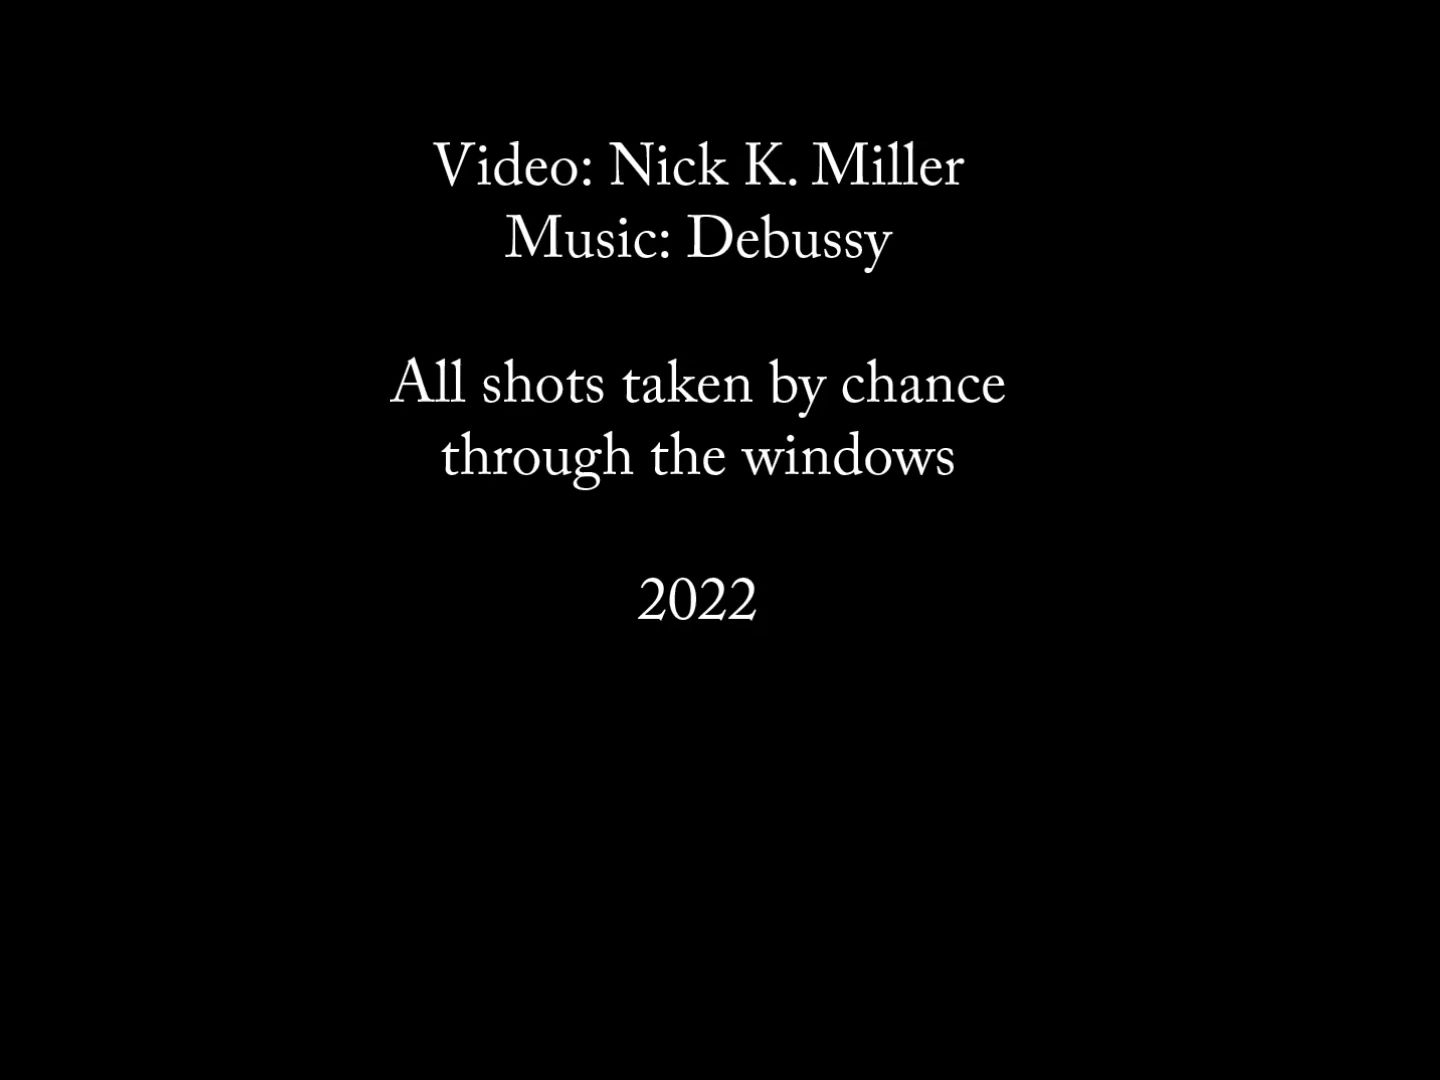 Video: Nick K. Miller
Music: Debussy
All shots taken by chance
through the windows
2022